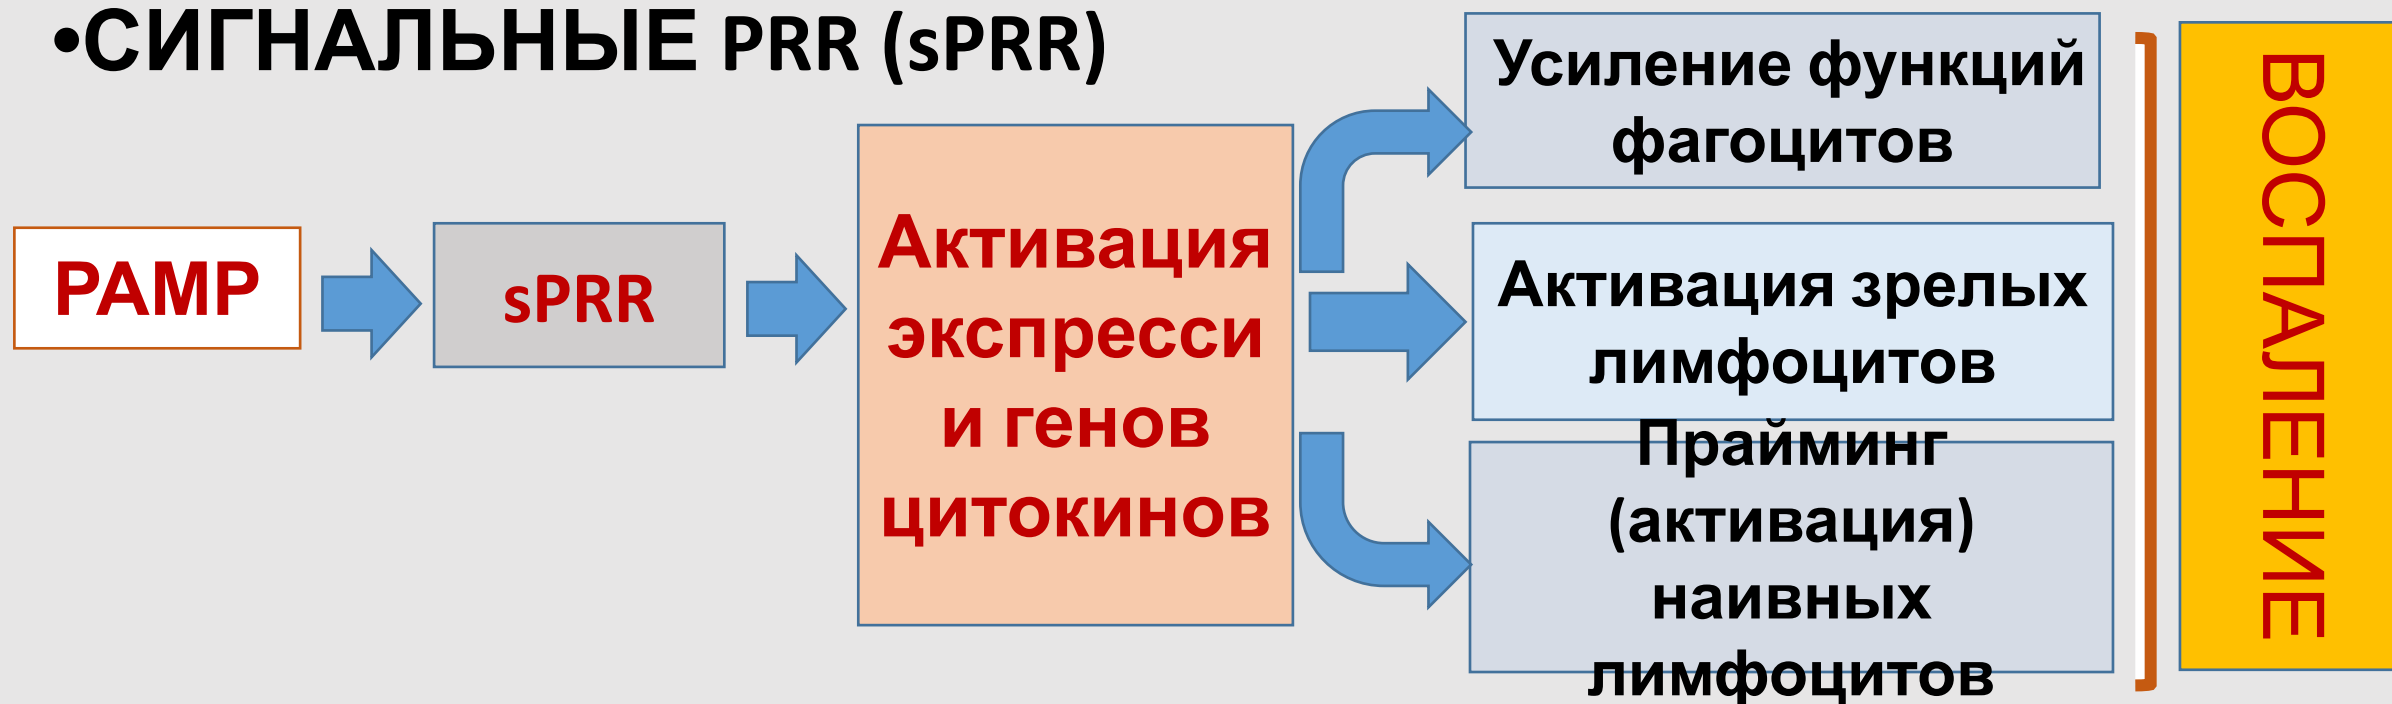 •СИГНАЛЬНЫЕ PRR (sPRR)
PAMP
sPRR
Активация
экспресси
и генов
цитокинов
Усиление функций
фагоцитов
Активация зрелых
лимфоцитов
Прайминг
(активация)
наивных
лимфоцитов
ВОСПАЛЕНИЕ